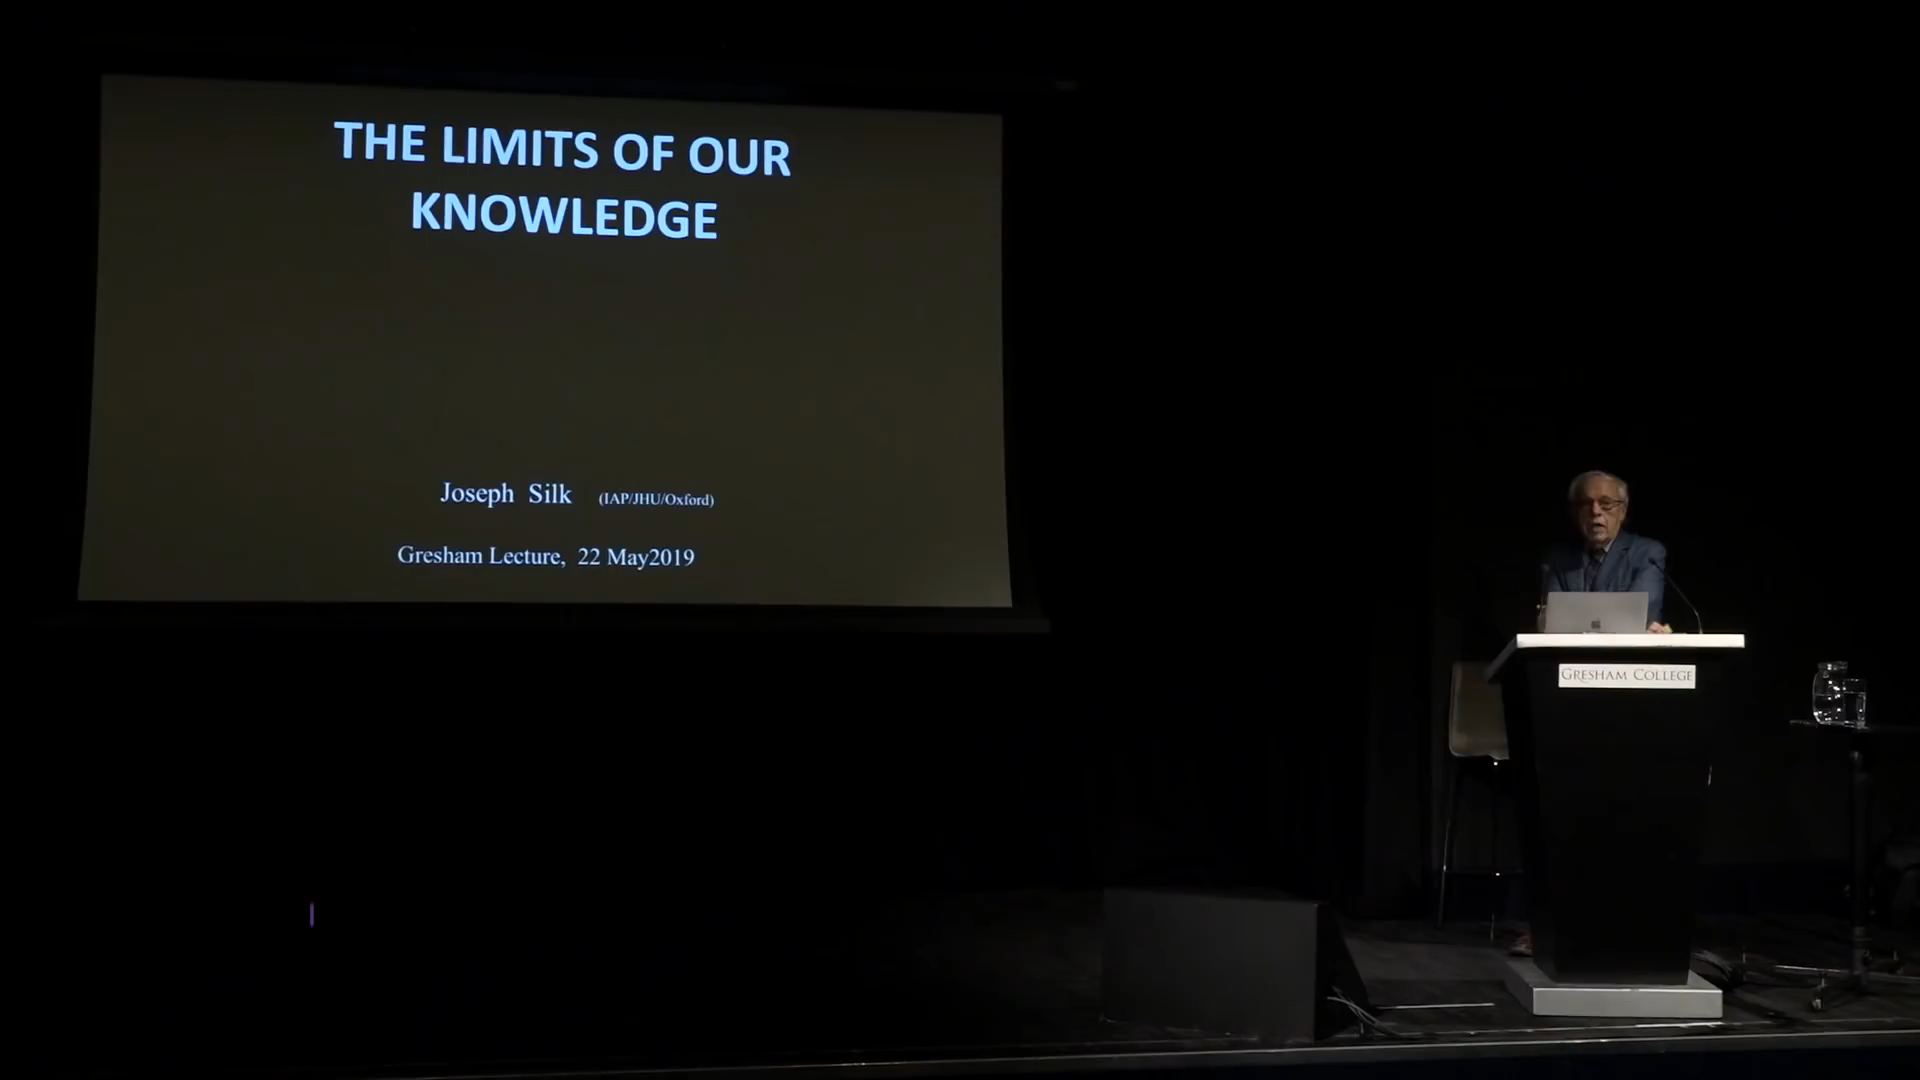 THE LIMITS OF OUR
KNOWLEDGE
Joseph Silk (IAP/JHU/Oxford)
Gresham Lecture, 22 May2019
GRESHAM COLLEGE